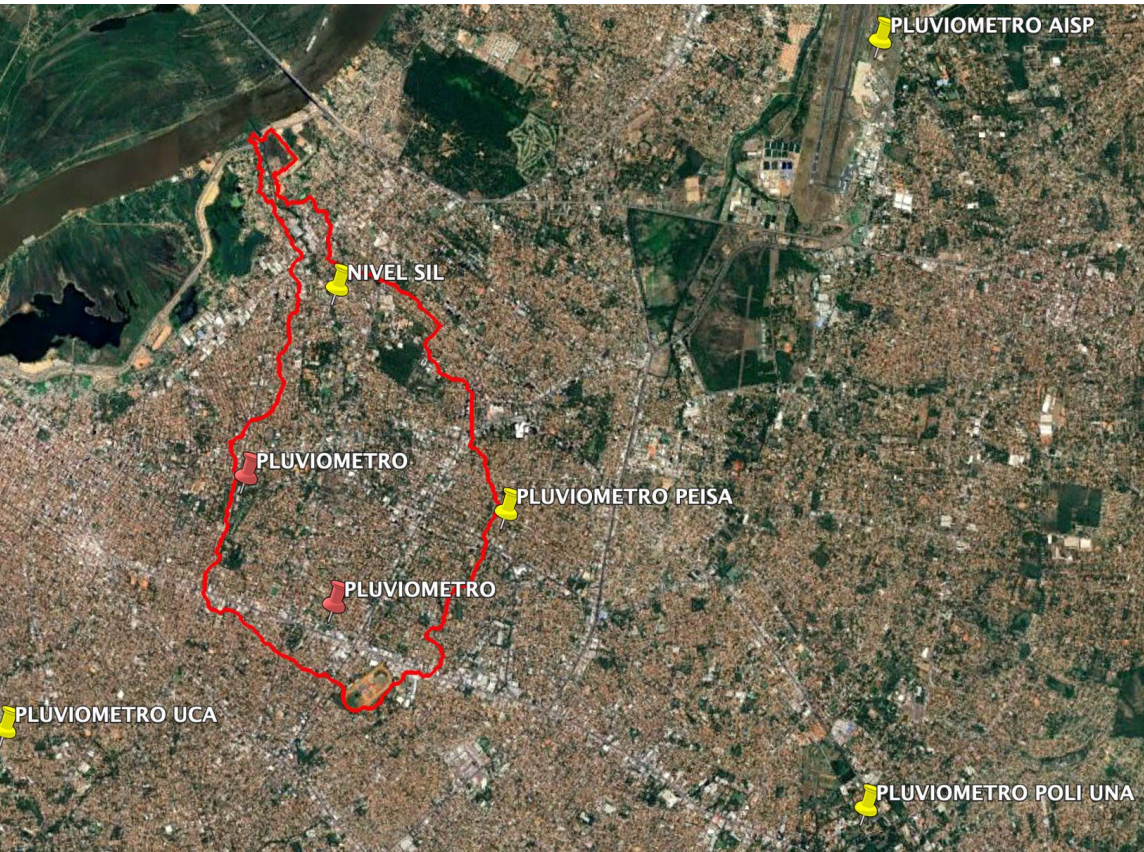 PLUVIOMETRO AISP
NIVEL SIL
PLUVIOMETRO
PLUVIOMETRO PEISA
PLUVIOMETRO
PLUVIOMETRO UCA
PLUVIOMETRO POLI UNA